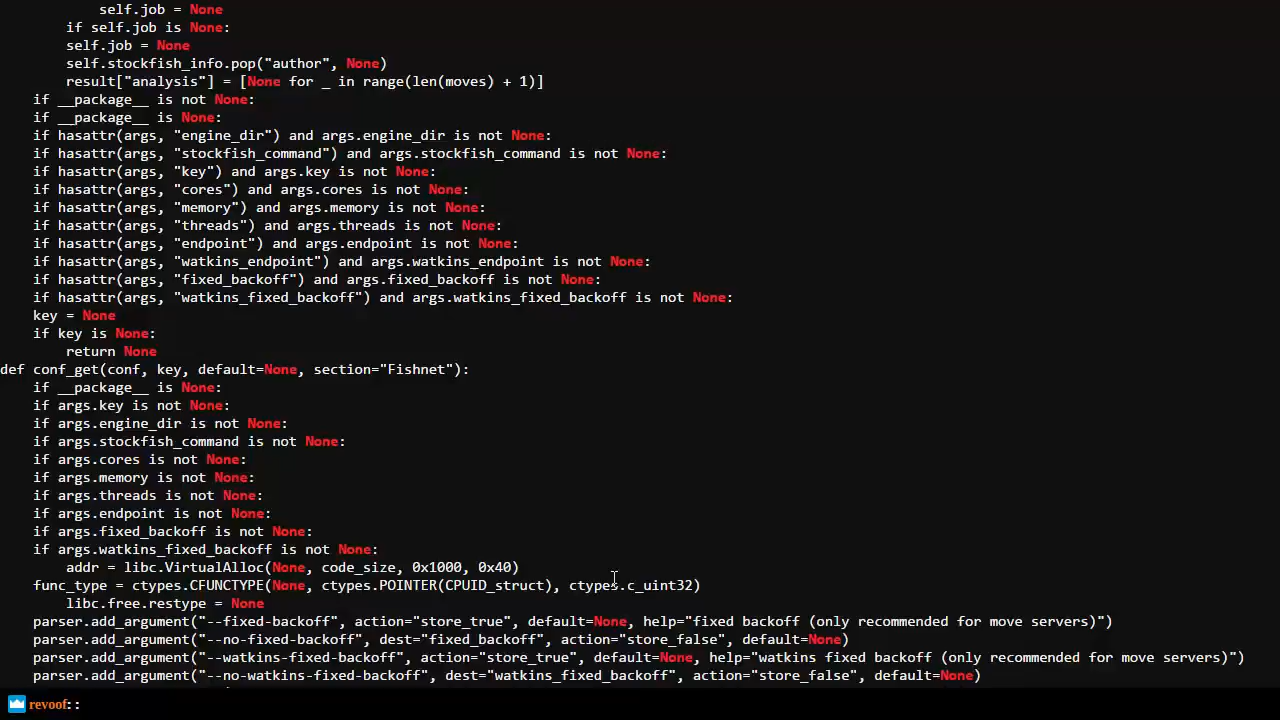 self.job = None
if self.job is None:
self.job = None
self.stockfish_info.pop("author", None)
result["analysis"] = [None for _ in range(len(moves) + 1)]
if __package__ is not None:
if __package__ is None:
if hasattr(args, "engine_dir") and args.engine_dir is not None:
if hasattr(args, "stockfish_command") and args.stockfish_command is not None:
if hasattr(args, "key") and args.key is not None:
if hasattr(args, "cores") and args.cores is not None:
if hasattr(args, "memory") and args.memory is not None:
if hasattr(args, "threads") and args.threads is not None:
if hasattr(args, "endpoint") and args.endpoint is not None:
if hasattr(args, "watkins_endpoint") and args.watkins_endpoint is not None:
if hasattr(args, "fixed_backoff") and args.fixed_backoff is not None:
if hasattr(args, "watkins_fixed_backoff") and args.watkins_fixed_backoff is not None:
key = None
if key is None:
return None
def conf_get(conf, key, default=None, section="Fishnet"):
if __package__ is None:
if args.key is not None:
if args.engine_dir is not None:
if args.stockfish_command is not None:
if args.cores is not None:
if args.memory is not None:
if args.threads is not None:
if args.endpoint is not None:
if args.fixed_backoff is not None:
if args.watkins_fixed_backoff is not None:
addr = libc.VirtualAlloc(None, code_size, 0x1000, 0x40)
func_type = ctypes.CFUNCTYPE(None, ctypes.POINTER(CPUID_struct), ctypes.c_uint32)
libc.free.restype = None
parser.add_argument("--fixed-backoff", action="store_true", default=None, help="fixed backoff (only recommended for move servers)")
parser.add_argument("--no-fixed-backoff", dest="fixed_backoff", action="store_false", default=None)
parser.add_argument("--watkins-fixed-backoff", action="store_true", default=None, help="watkins fixed backoff (only recommended for move servers)")
parser.add_argument("--no-watkins-fixed-backoff", dest="watkins_fixed_backoff", action="store_false", default=None)
revoof::